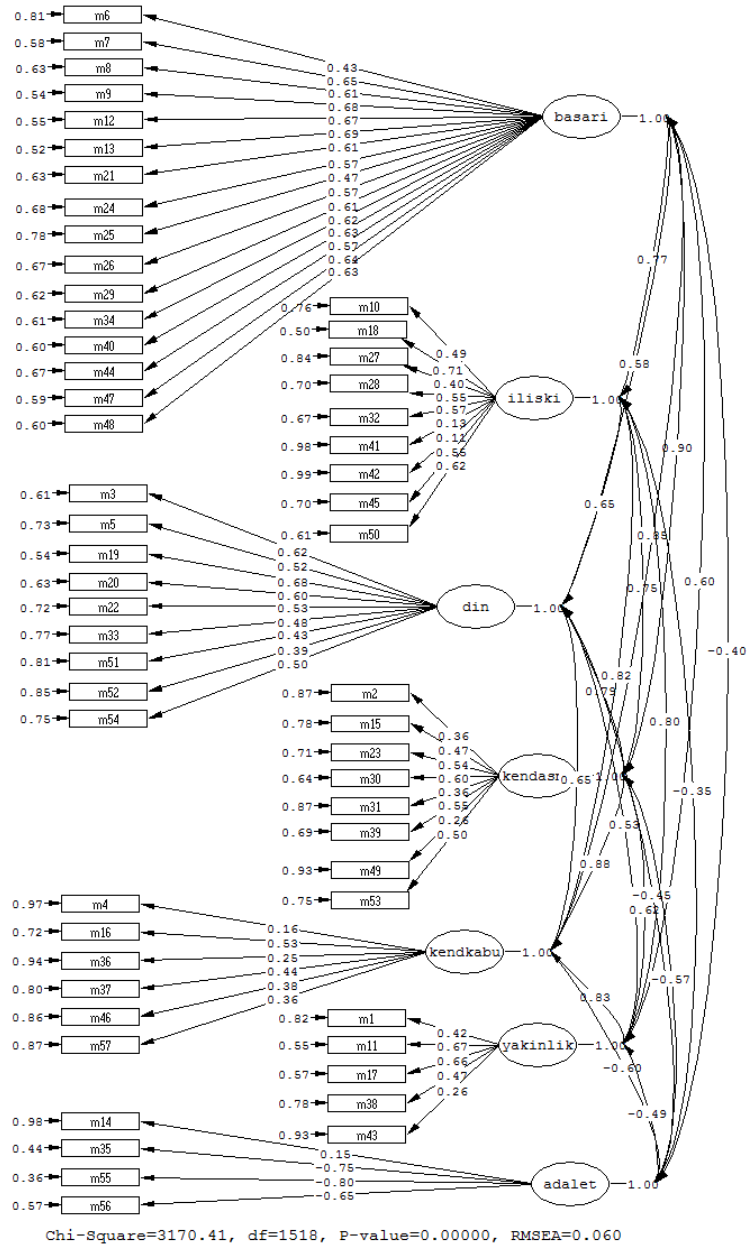 0.81 m6
0.58 m7
0.63 m8
0.54 m9
0.55 m12
0.52 m13
0.63 m21
0.68 m24
0.78 m25
0.67 m26
0.62 m29
0.61 m34
0.60 m40
0.67 m44
0.59 m47
0.60 m48
0.43
0.65
0.61
0.68
0.67
0.69
0.61
0.57
0.47
0.57
0.61
0.62
0.63
0.57
0.64
0.63
basari 1.00
0.76 m10
0.50 m18
0.84 m27
0.70 m28
0.67 m32
0.98 m41
0.99 m42
0.70 m45
0.61 m50
0.49
0.71
0.40
0.55
0.57
0.13
0.11
0.55
0.62
iliski 1.00
0.61 m3
0.73 m5
0.54 m19
0.63 m20
0.72 m22
0.77 m33
0.81 m51
0.85 m52
0.75 m54
0.62
0.52
0.68
0.60
0.53
0.48
0.43
0.39
0.50
din 1.00
0.87 m2
0.78 m15
0.71 m23
0.64 m30
0.87 m31
0.69 m39
0.93 m49
0.75 m53
0.36
0.47
0.54
0.60
0.36
0.55
0.26
0.50
1.00
0.97 m4
0.72 m16
0.94 m36
0.80 m37
0.86 m46
0.87 m57
0.16
0.53
0.25
0.44
0.38
0.36
kendkabu 1.00
0.82 m1
0.55 m11
0.57 m17
0.78 m38
0.93 m43
0.42
0.67
0.66
0.47
0.26
yakinlik 1.00
0.98 m14
0.44 m35
0.36 m55
0.57 m56
0.15
-0.75
-0.80
-0.65
adalet 1.00
0.77
0.58
0.90
0.65
0.85
0.75
0.60
-0.40
0.82
0.79
0.80
0.65
-0.35
0.53
0.88
-0.45
0.62
-0.57
0.83
-0.60
-0.49
Chi-Square=3170.41, df=1518, P-value=0.00000, RMSEA=0.060